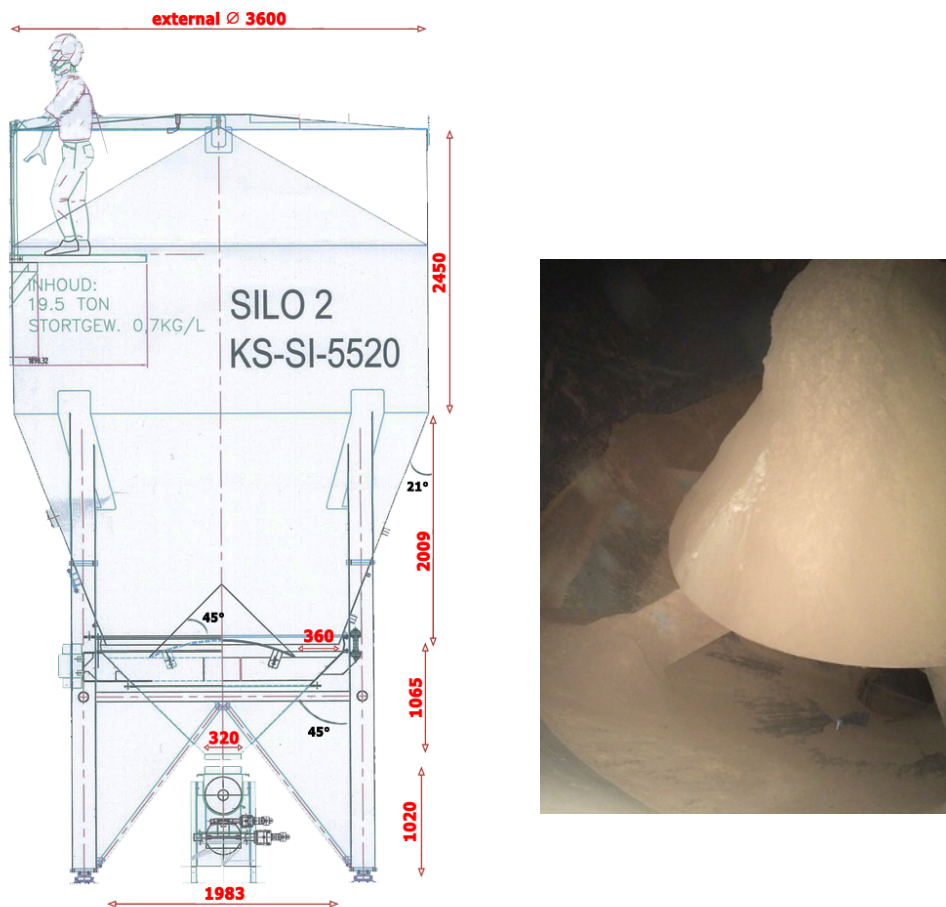 external Ø 3600
2450
INHOUD:
19.5 TON
STORTGEW. 0,7KG/L
SILO 2
KS-SI-5520
21°
2009
45°
360
1065
45°
320
1020
1983